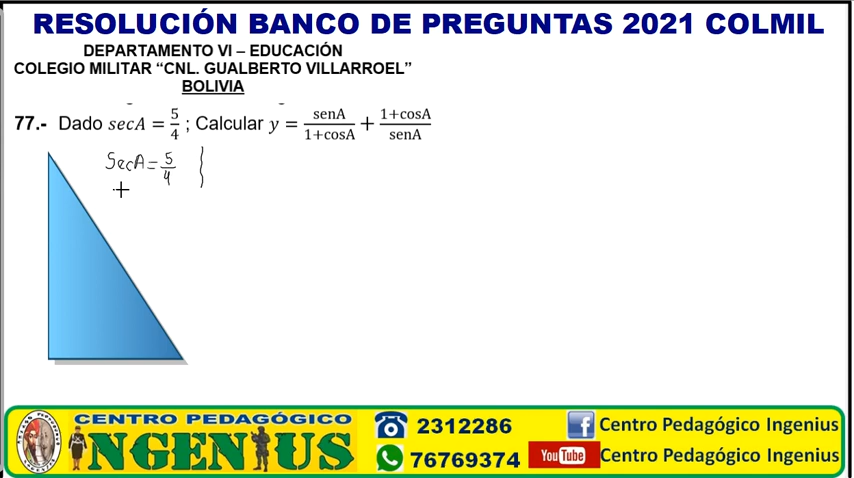 RESOLUCIÓN BANCO DE PREGUNTAS 2021 COLMIL
DEPARTAMENTO VI – EDUCACIÓN
COLEGIO MILITAR “CNL. GUALBERTO VILLARROEL”
BOLIVIA
77.- Dado secA = 5/4 ; Calcular y = senA/(1+cosA) + (1+cosA)/senA
SecA = 5/4
CENTRO PEDAGÓGICO
INGENIUS
2312286
76769374
Centro Pedagógico Ingenius
You Tube Centro Pedagógico Ingenius